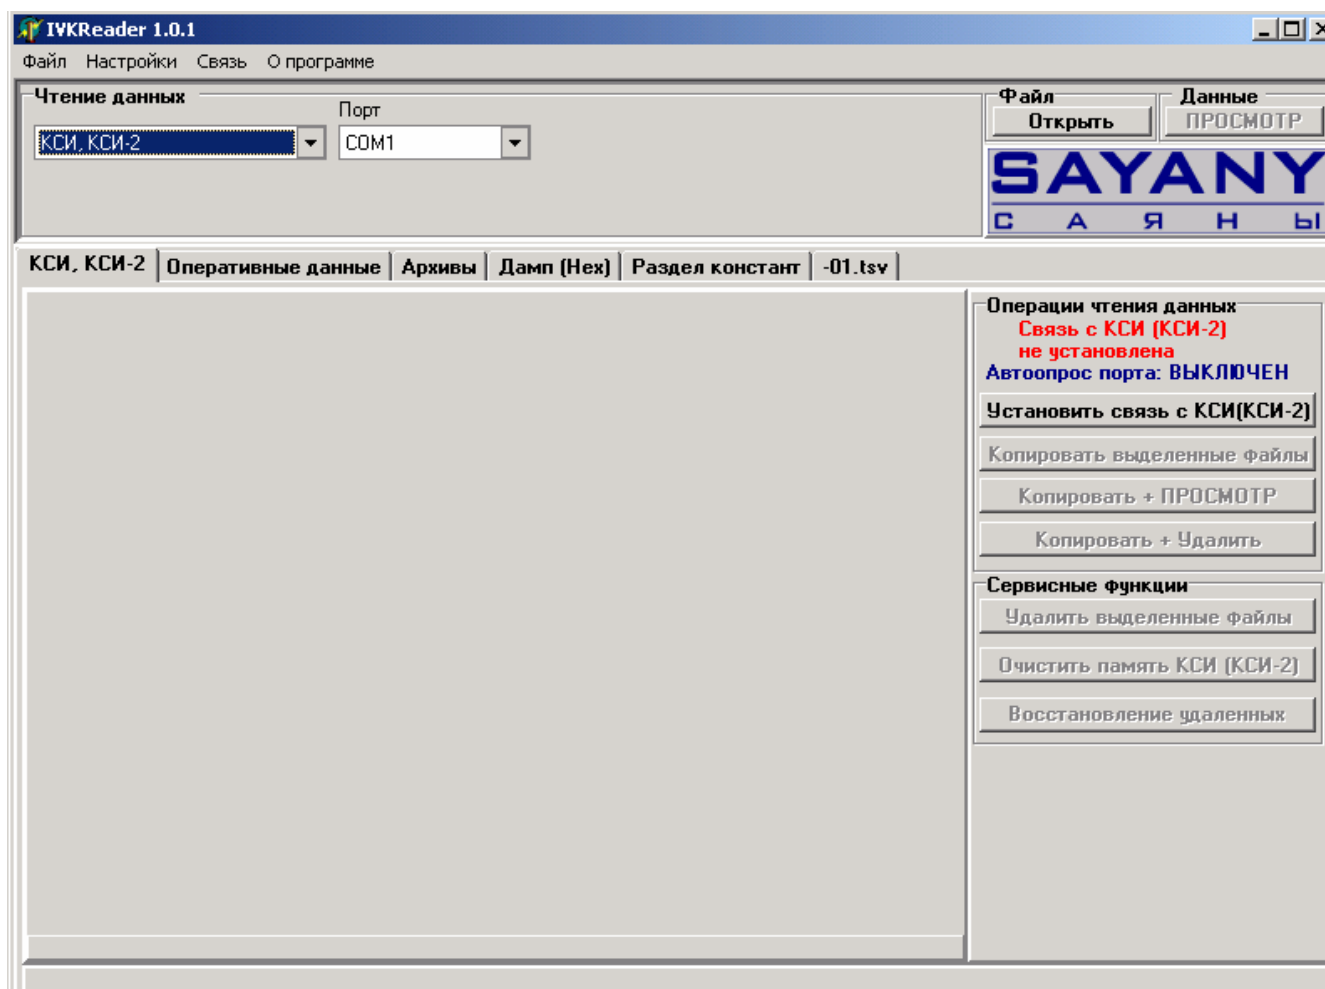 IVKReader 1.0.1
Файл Настройки Связь О программе
Чтение данных
Порт
КСИ, КСИ-2
COM1
Файл
Открыть
Данные
ПРОСМОТР
SAYANY
САЯНЫ
КСИ, КСИ-2 Оперативные данные Архивы Дамп (Hex) Раздел констант -01.tsv
Операции чтения данных
Связь с КСИ (КСИ-2)
не установлена
Автоопрос порта: ВЫКЛЮЧЕН
Установить связь с КСИ(КСИ-2)
Копировать выделенные файлы
Копировать + ПРОСМОТР
Копировать + Удалить
Сервисные функции
Удалить выделенные файлы
Очистить память КСИ (КСИ-2)
Восстановление удаленных